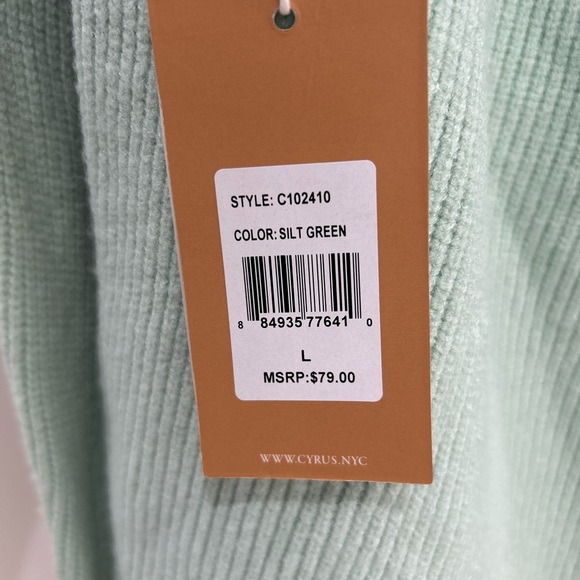 STYLE: C102410
COLOR: SILT GREEN
8 84935 77641 0
L
MSRP:$79.00
WWW.CYRUS.NYC